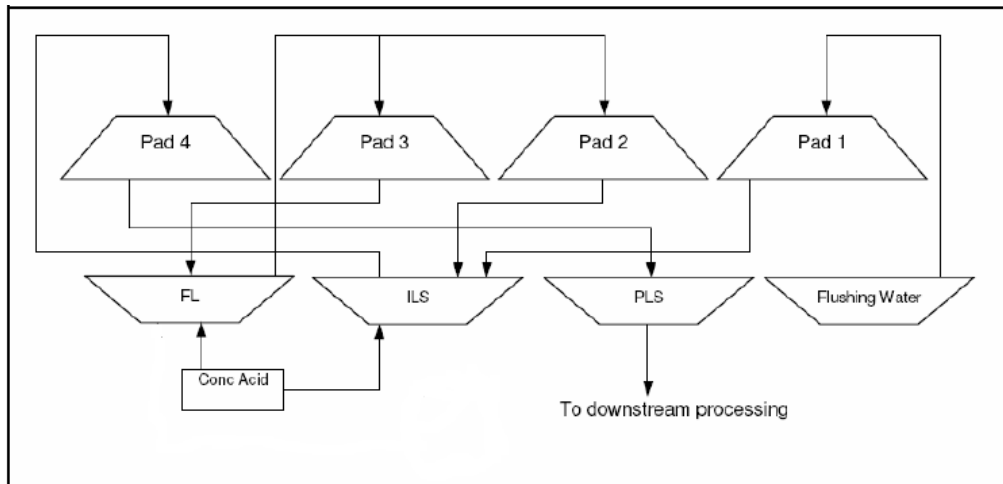 Pad 4
Pad 3
Pad 2
Pad 1
FL
ILS
PLS
Flushing Water
Conc Acid
To downstream processing